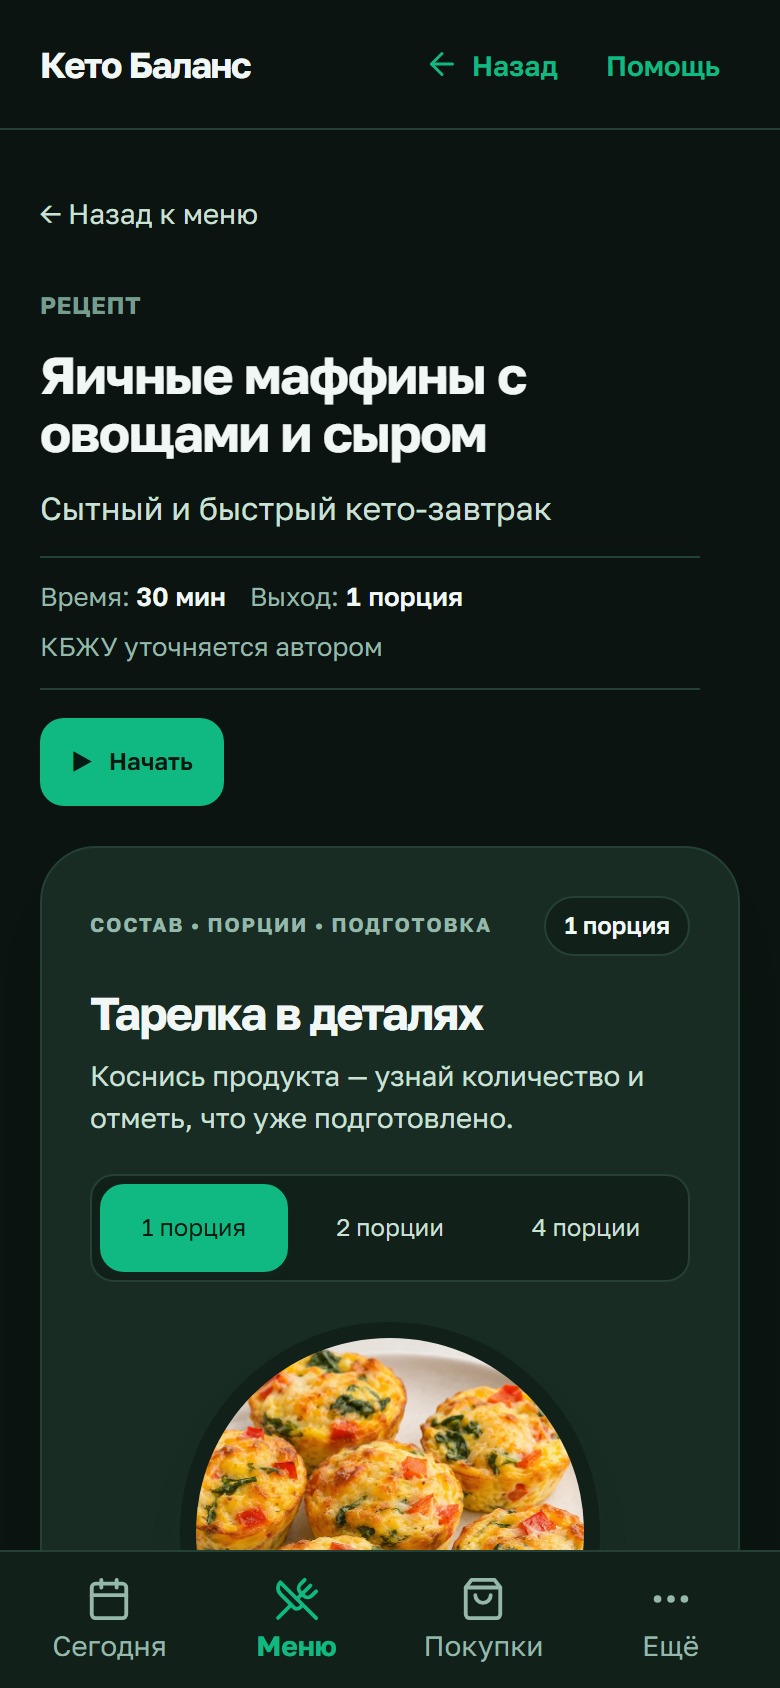 Кето Баланс
← Назад
Помощь
← Назад к меню
РЕЦЕПТ
Яичные маффины с
овощами и сыром
Сытный и быстрый кето-завтрак
Время: 30 мин Выход: 1 порция
КБЖУ уточняется автором
▶ Начать
СОСТАВ • ПОРЦИИ • ПОДГОТОВКА
1 порция
Тарелка в деталях
Коснись продукта — узнай количество и
отметь, что уже подготовлено.
1 порция
2 порции
4 порции
Сегодня
Меню
Покупки
Ещё